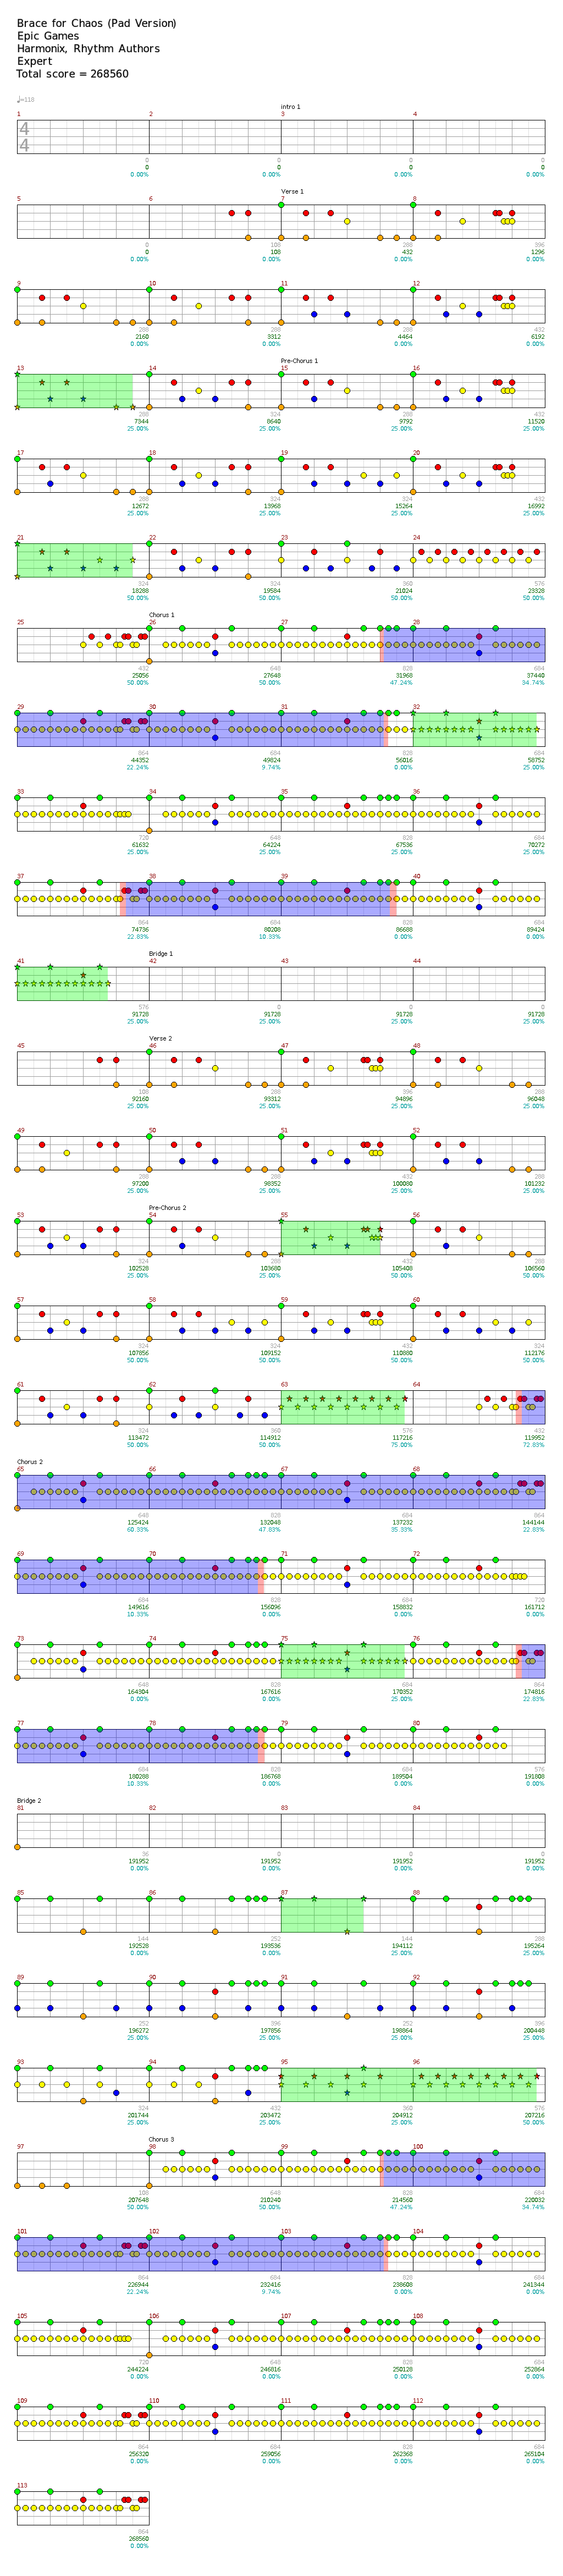 Brace for Chaos (Pad Version)
Epic Games
Harmonix, Rhythm Authors
Expert
Total score = 268560
♩=118
intro 1
1 2 3 4
4
4
0 0 0 0
0 0 0 0
0.00% 0.00% 0.00% 0.00%
Verse 1
5 6 7 8
0 108 288 396
0 108 432 1296
0.00% 0.00% 0.00% 0.00%
9 10 11 12
288 288 288 432
2160 3312 4464 6192
0.00% 0.00% 0.00% 0.00%
Pre-Chorus 1
13 14 15 16
288 324 288 432
7344 8640 9792 11520
25.00% 25.00% 25.00% 25.00%
17 18 19 20
288 324 324 432
12672 13968 15264 16992
25.00% 25.00% 25.00% 25.00%
21 22 23 24
324 324 360 576
18288 19584 21024 23328
50.00% 50.00% 50.00% 50.00%
Chorus 1
25 26 27 28
432 648 828 684
25056 27648 31968 37440
50.00% 50.00% 47.24% 34.74%
29 30 31 32
864 684 828 684
44352 49824 56016 58752
22.24% 9.74% 0.00% 25.00%
33 34 35 36
720 648 828 684
61632 64224 67536 70272
25.00% 25.00% 25.00% 25.00%
37 38 39 40
864 684 828 684
74736 80208 86688 89424
22.83% 10.33% 0.00% 0.00%
Bridge 1
41 42 43 44
576 0 0 0
91728 91728 91728 91728
25.00% 25.00% 25.00% 25.00%
Verse 2
45 46 47 48
108 288 396 288
92160 93312 94896 96048
25.00% 25.00% 25.00% 25.00%
49 50 51 52
288 288 432 288
97200 98352 100080 101232
25.00% 25.00% 25.00% 25.00%
Pre-Chorus 2
53 54 55 56
324 288 432 288
102528 103680 105408 106560
25.00% 25.00% 50.00% 50.00%
57 58 59 60
324 324 432 324
107856 109152 110880 112176
50.00% 50.00% 50.00% 50.00%
61 62 63 64
324 360 576 432
113472 114912 117216 119952
50.00% 50.00% 75.00% 72.83%
Chorus 2
65 66 67 68
648 828 684 864
125424 132048 137232 144144
60.33% 47.83% 35.33% 22.83%
69 70 71 72
684 828 684 720
149616 156096 158832 161712
10.33% 0.00% 0.00% 0.00%
73 74 75 76
648 828 684 864
164304 167616 170352 174816
0.00% 0.00% 25.00% 22.83%
77 78 79 80
684 828 684 576
180288 186768 189504 191808
10.33% 0.00% 0.00% 0.00%
Bridge 2
81 82 83 84
36 0 0 0
191952 191952 191952 191952
0.00% 0.00% 0.00% 0.00%
85 86 87 88
144 252 144 288
192528 193536 194112 195264
0.00% 0.00% 25.00% 25.00%
89 90 91 92
252 396 252 396
196272 197856 198864 200448
25.00% 25.00% 25.00% 25.00%
93 94 95 96
324 432 360 576
201744 203472 204912 207216
25.00% 25.00% 25.00% 50.00%
Chorus 3
97 98 99 100
108 648 828 684
207648 210240 214560 220032
50.00% 50.00% 47.24% 34.74%
101 102 103 104
864 684 828 684
226944 232416 238608 241344
22.24% 9.74% 0.00% 0.00%
105 106 107 108
720 648 828 684
244224 246816 250128 252864
0.00% 0.00% 0.00% 0.00%
109 110 111 112
864 684 828 684
256320 259056 262368 265104
0.00% 0.00% 0.00% 0.00%
113
864
268560
0.00%